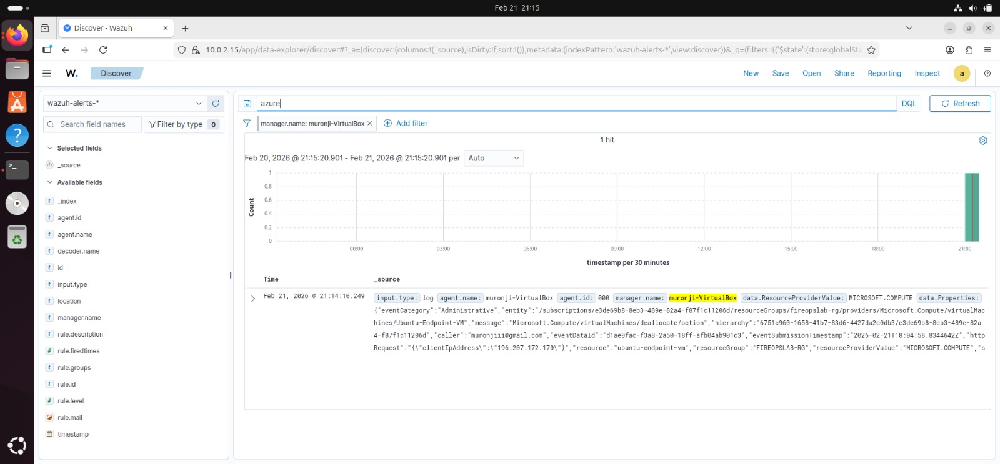 Feb 21 21:15
Discover - Wazuh
10.0.2.15/app/data-explorer/discover#?_a=(discover:(columns:!(_source),isDirty:!f,sort:!()),metadata:(indexPattern:'wazuh-alerts-*',view:discover))&_q=(filters:!(('$state':(store:globalSta
W. Discover New Save Open Share Reporting Inspect a
wazuh-alerts-*
azure
DQL
Refresh
Search field names
Filter by type 0
manager.name: muronji-VirtualBox
Add filter
Selected fields
_source
Available fields
_index
agent.id
agent.name
decoder.name
id
input.type
location
manager.name
rule.description
rule.firedtimes
rule.groups
rule.id
rule.level
rule.mail
timestamp
1 hit
Feb 20, 2026 @ 21:15:20.901 - Feb 21, 2026 @ 21:15:20.901 per Auto
Count
1
0.8
0.6
0.4
0.2
0
00:00 03:00 06:00 09:00 12:00 15:00 18:00 21:00
timestamp per 30 minutes
Time _source
Feb 21, 2026 @ 21:14:10.249
input.type: log agent.name: muronji-VirtualBox agent.id: 000 manager.name: muronji-VirtualBox data.ResourceProviderValue: MICROSOFT.COMPUTE data.Properties:
{"eventCategory":"Administrative","entity":"/subscriptions/e3de69b8-8eb3-489e-82a4-f87f1c11206d/resourceGroups/fireopslab-rg/providers/Microsoft.Compute/virtualMac
hines/Ubuntu-Endpoint-VM","message":"Microsoft.Compute/virtualMachines/deallocate/action","hierarchy":"6751c960-1658-41b7-83d6-4427da2c0db3/e3de69b8-8eb3-489e-82a
4-f87f1c11206d","caller":"muronjiii@gmail.com","eventDataId":"d1ae0fac-f3a8-2a50-18ff-afb04ab901c3","eventSubmissionTimestamp":"2026-02-21T18:04:58.8344642Z","http
Request":"{\"clientIpAddress\":\"196.207.172.170\"}","resource":"ubuntu-endpoint-vm","resourceGroup":"FIREOPSLAB-RG","resourceProviderValue":"MICROSOFT.COMPUTE","s